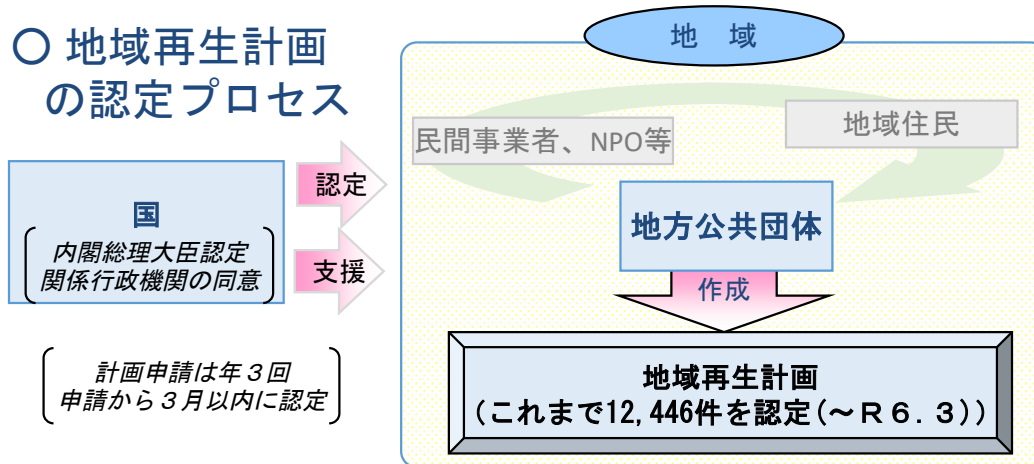 〇 地域再生計画
の認定プロセス
地　域
民間事業者、NPO等
地域住民
認定
国
内閣総理大臣認定
関係行政機関の同意
支援
地方公共団体
作成
計画申請は年３回
申請から３月以内に認定
地域再生計画
(これまで12,446件を認定(～Ｒ６.３))